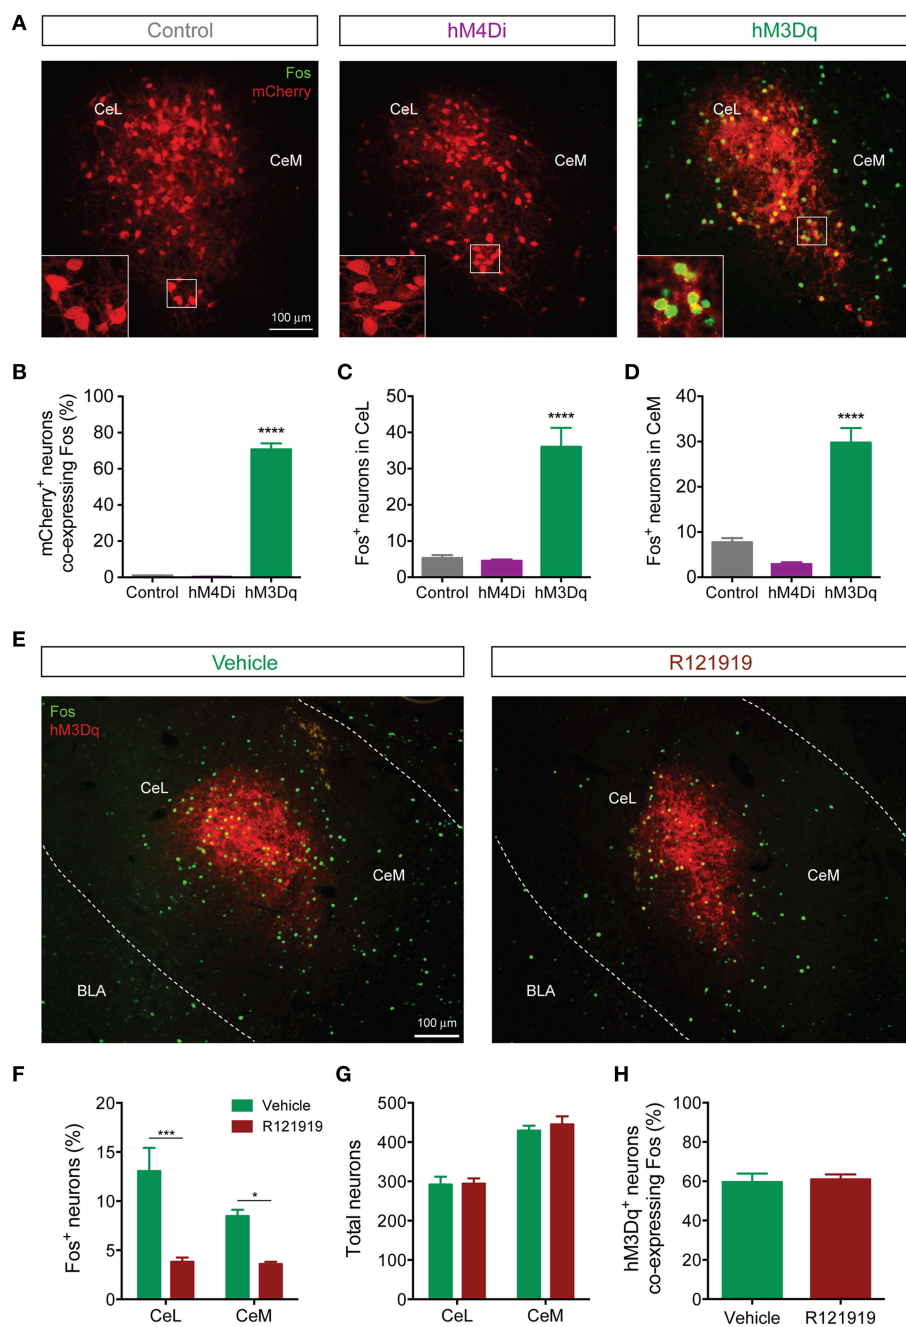 A
Control
hM4Di
hM3Dq
Fos
mCherry
CeL
CeM
100 μm
CeL
CeM
CeL
CeM
B
mCherry+ neurons
co-expressing Fos (%)
100
80
60
40
20
0
****
Control hM4Di hM3Dq
C
Fos+ neurons in CeL
50
40
30
20
10
0
****
Control hM4Di hM3Dq
D
Fos+ neurons in CeM
40
30
20
10
0
****
Control hM4Di hM3Dq
E
Vehicle
R121919
Fos
hM3Dq
CeL
CeM
BLA
100 μm
CeL
CeM
BLA
F
Fos+ neurons (%)
20
15
10
5
0
***
*
Vehicle
R121919
CeL CeM
G
Total neurons
500
400
300
200
100
0
CeL CeM
H
hM3Dq+ neurons
co-expressing Fos (%)
100
80
60
40
20
0
Vehicle R121919